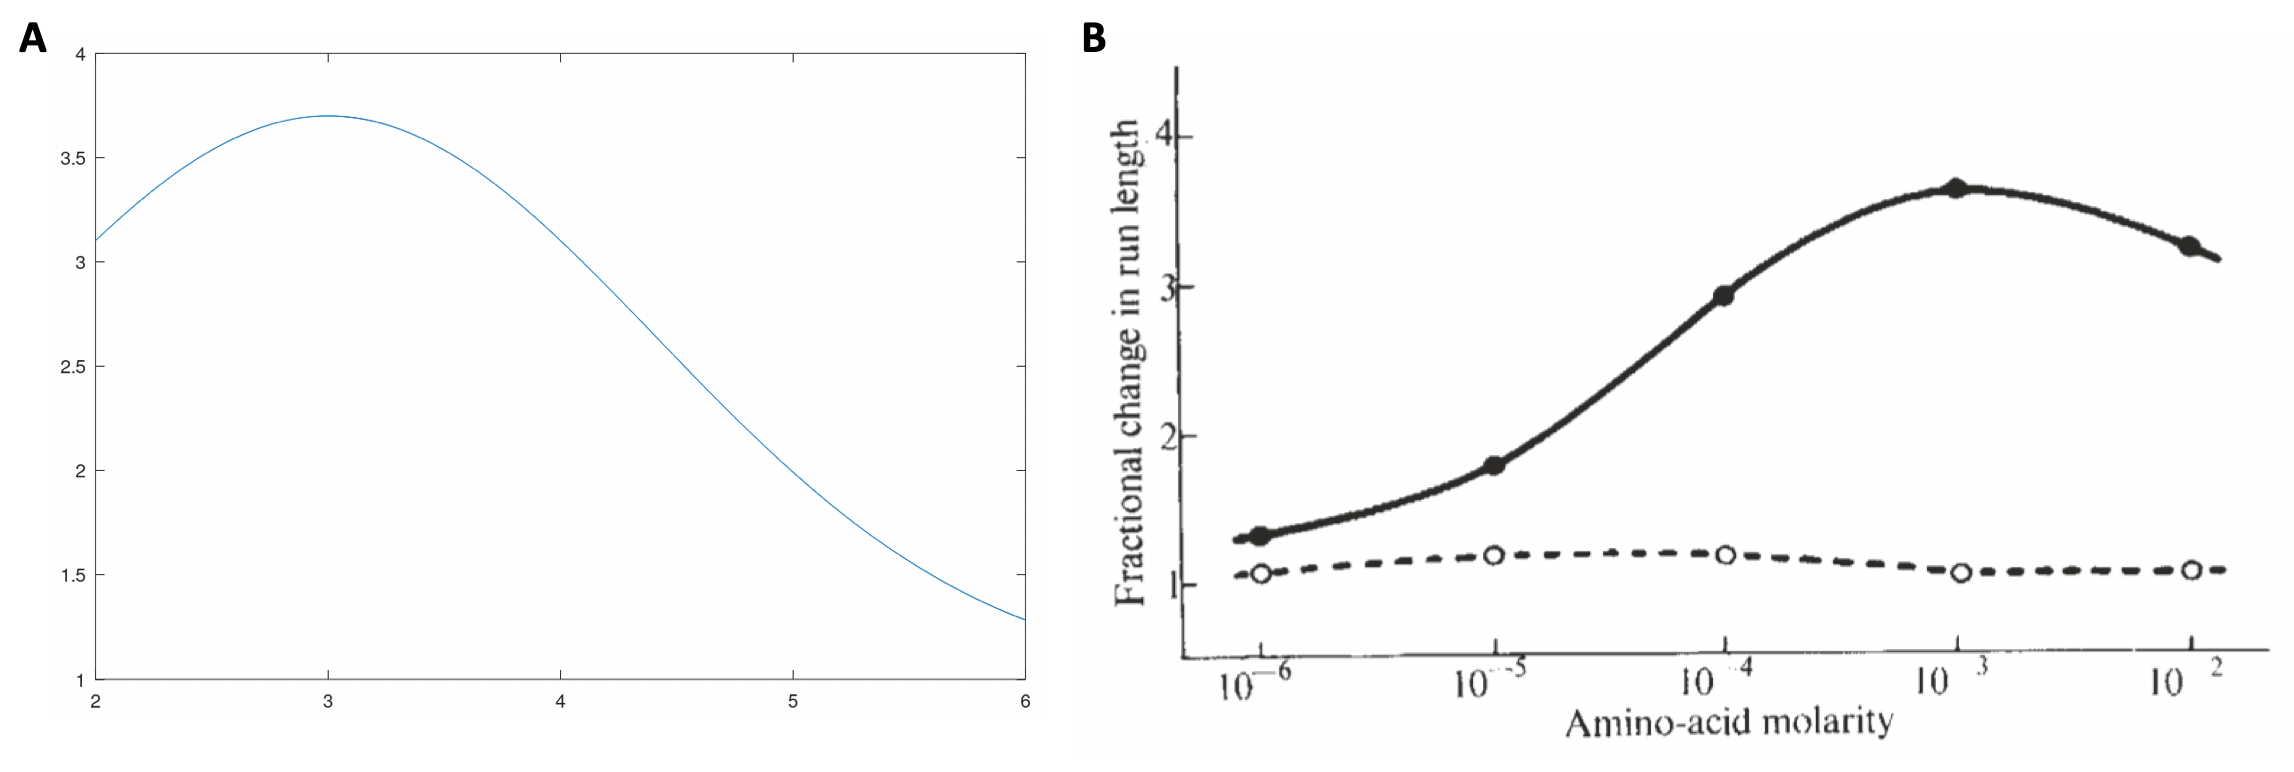 A
4
3.5
3
2.5
2
1.5
1
2 3 4 5 6
B
Fractional change in run length
4
3
2
1
10⁻⁶ 10⁻⁵ 10⁻⁴ 10⁻³ 10⁻²
Amino-acid molarity